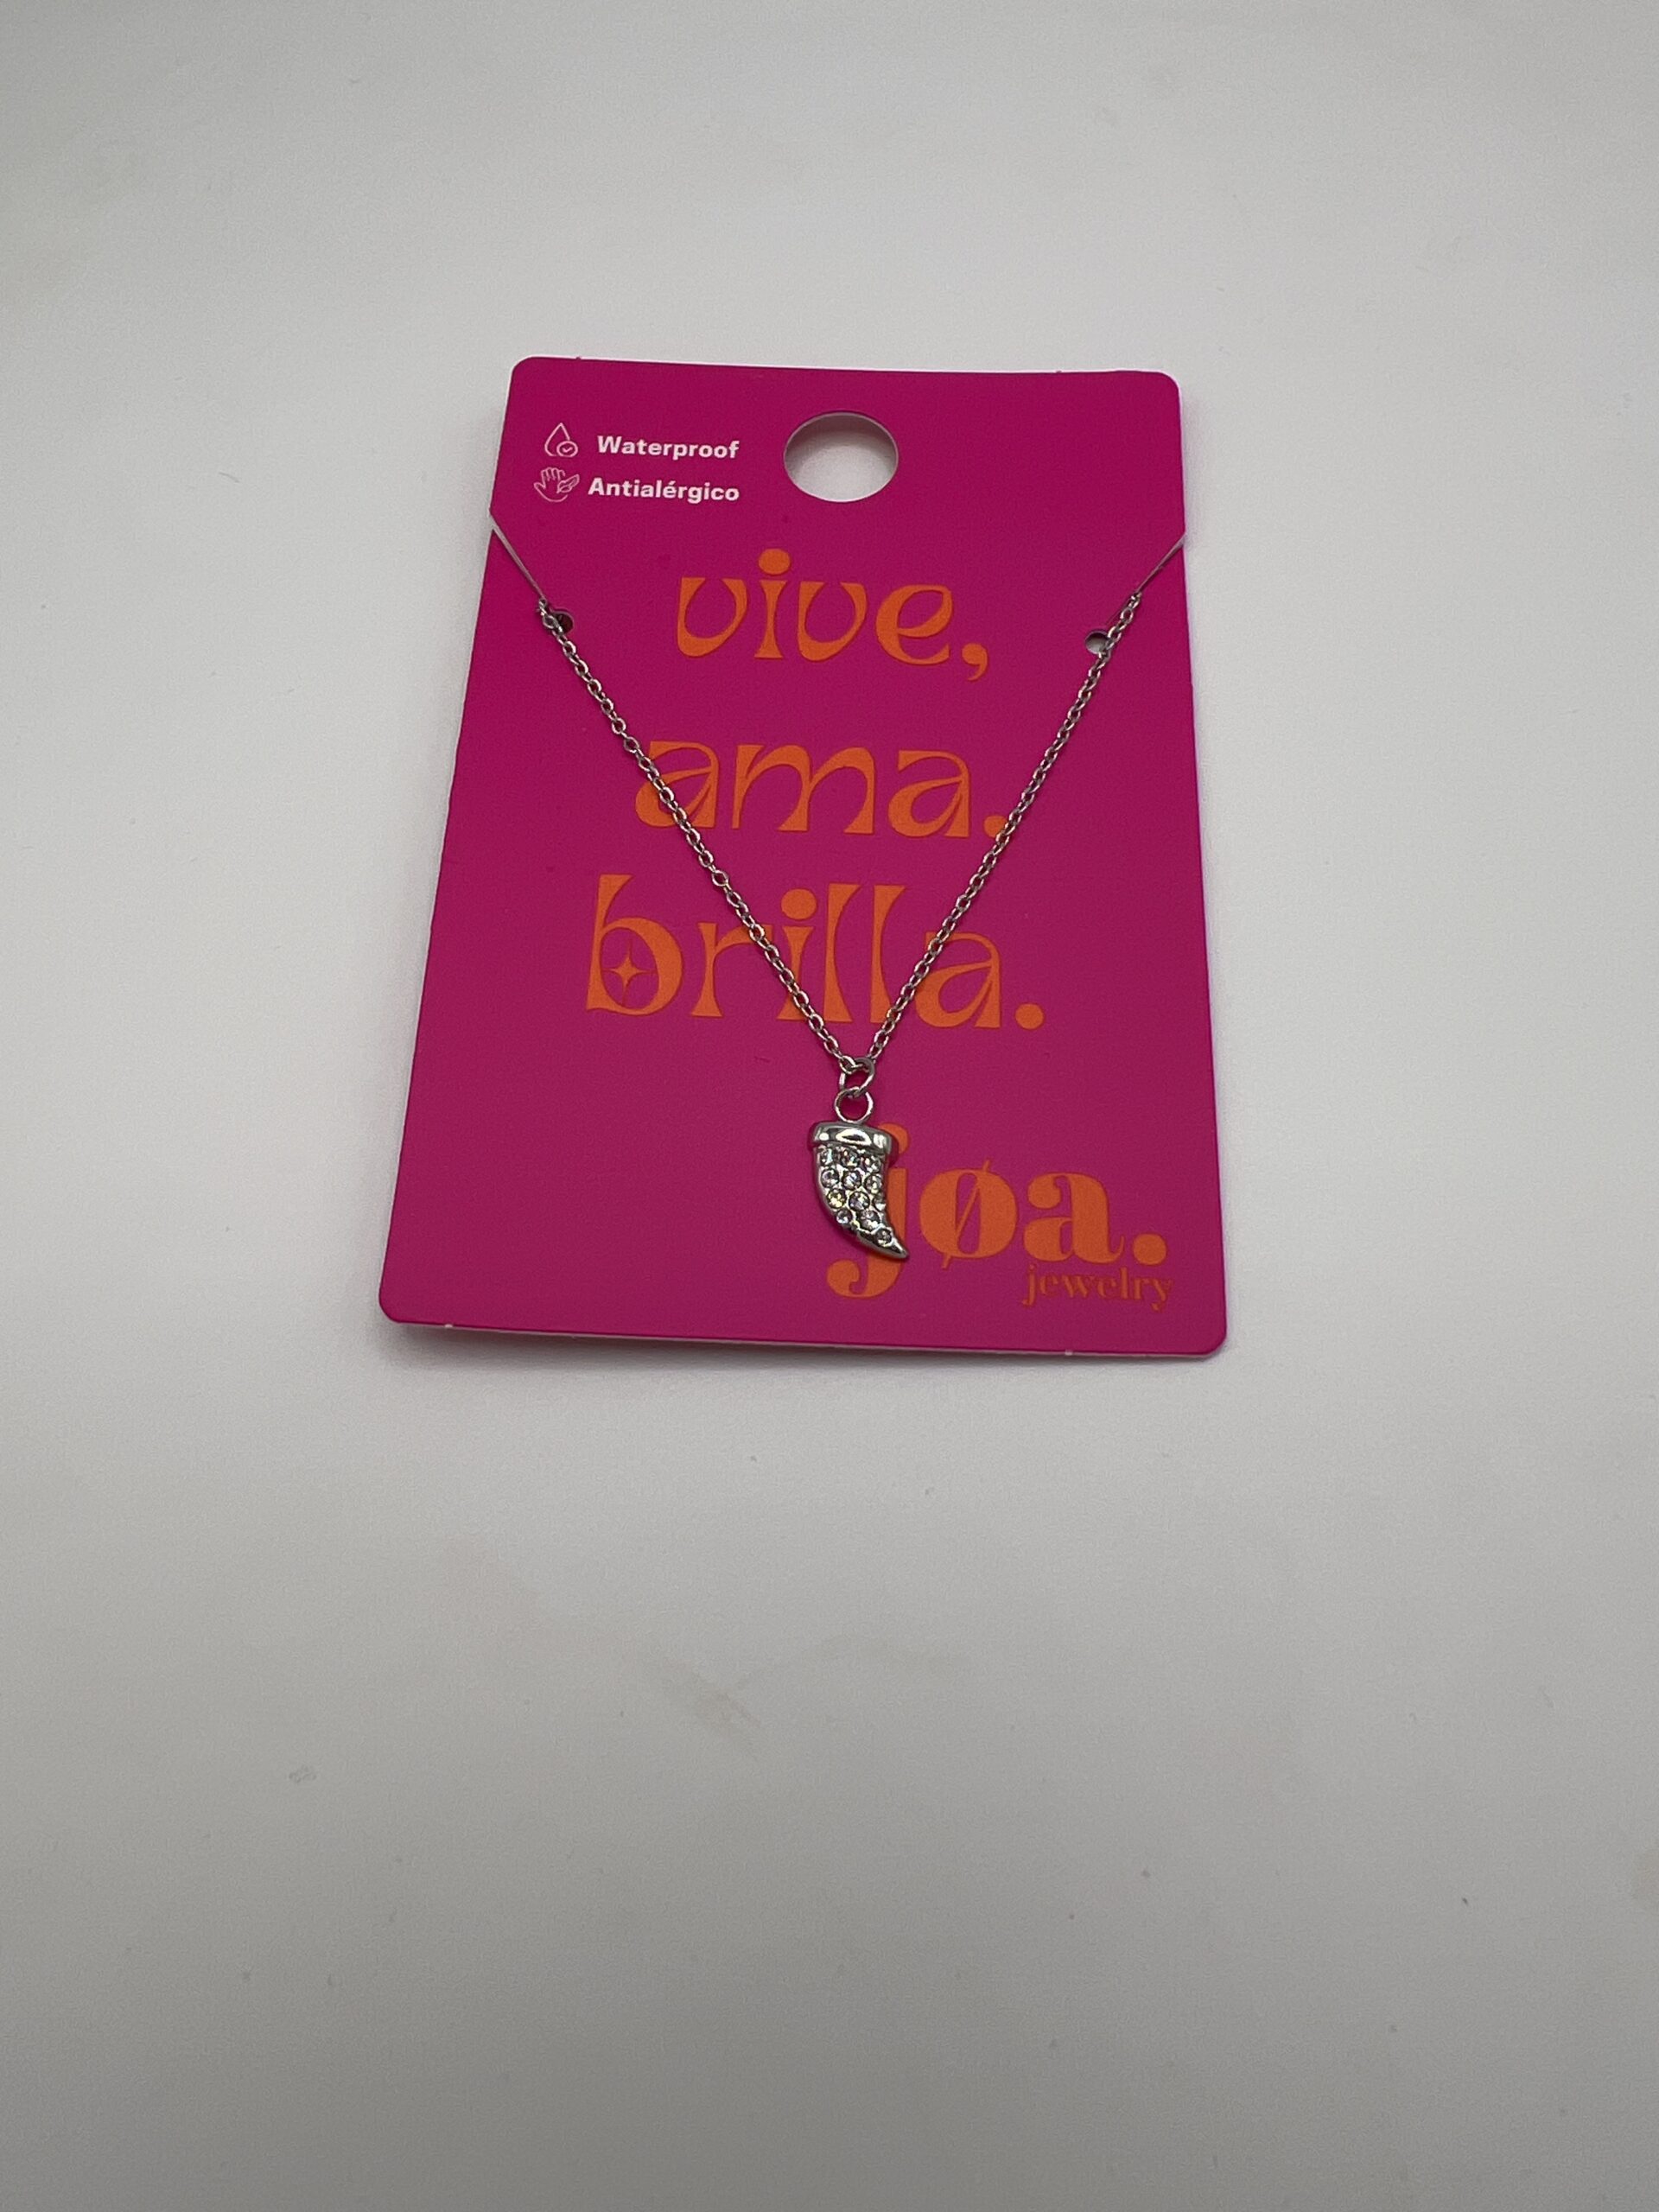 Waterproof
Antialérgico
vive,
ama.
brilla.
jøa.
jewelry